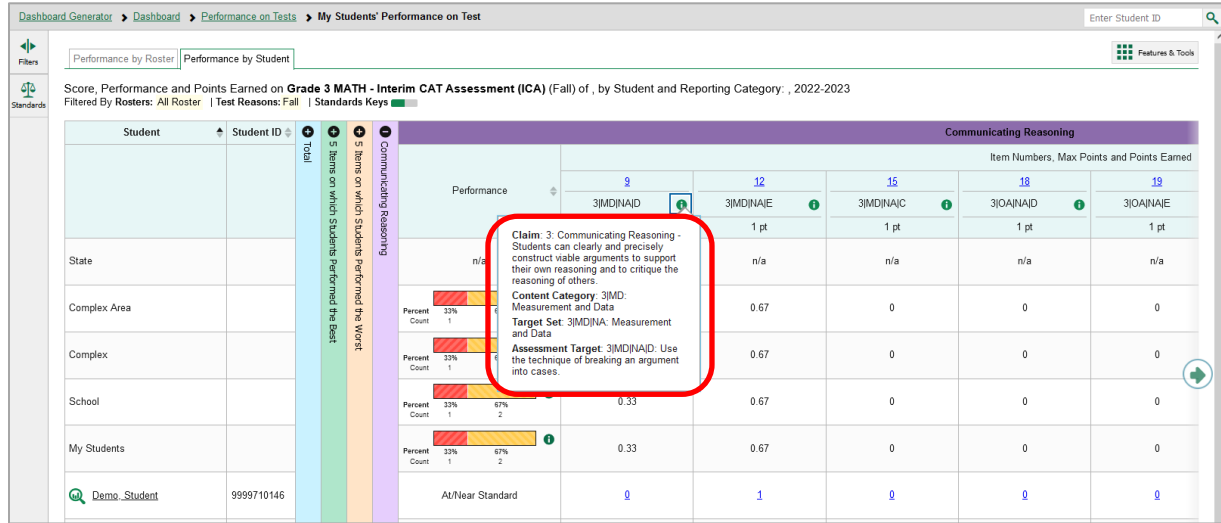 Dashboard Generator > Dashboard > Performance on Tests > My Students' Performance on Test
Enter Student ID
Filters
Standards
Performance by Roster
Performance by Student
Features & Tools
Score, Performance and Points Earned on Grade 3 MATH - Interim CAT Assessment (ICA) (Fall) of , by Student and Reporting Category: , 2022-2023
Filtered By Rosters: All Roster | Test Reasons: Fall | Standards Keys
Student
Student ID
Total
5 Items on which Students Performed the Best
5 Items on which Students Performed the Worst
Communicating Reasoning
Communicating Reasoning
Item Numbers, Max Points and Points Earned
Performance
9 12 15 18 19
3|MD|NA|D 3|MD|NA|E 3|MD|NA|C 3|OA|NA|D 3|OA|NA|E
1 pt 1 pt 1 pt 1 pt
Claim: 3: Communicating Reasoning -
Students can clearly and precisely
construct viable arguments to support
their own reasoning and to critique the
reasoning of others.
Content Category: 3|MD:
Measurement and Data
Target Set: 3|MD|NA: Measurement
and Data
Assessment Target: 3|MD|NA|D: Use
the technique of breaking an argument
into cases.
State n/a n/a n/a n/a
Complex Area 0.67 0 0 0
Percent 33%
Count 1
Complex 0.67 0 0 0
Percent 33%
Count 1
School 0.33 0.67 0 0 0
Percent 33% 67%
Count 1 2
My Students 0.33 0.67 0 0 0
Percent 33% 67%
Count 1 2
Demo, Student 9999710146 At/Near Standard 0 1 0 0 0